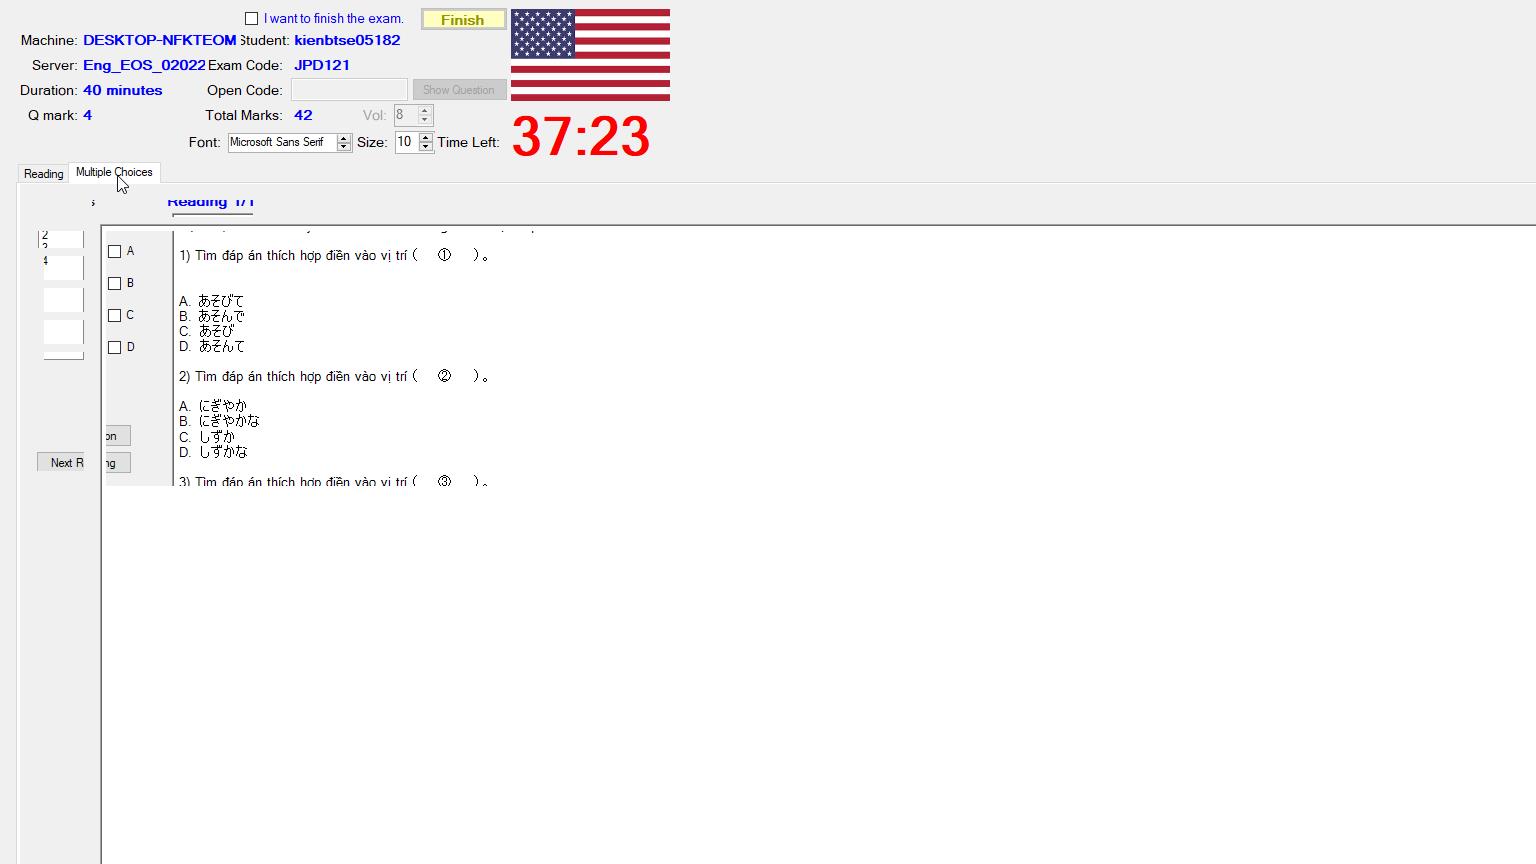 I want to finish the exam.
Finish
Machine: DESKTOP-NFKTEOM Student: kienbtse05182
Server: Eng_EOS_02022 Exam Code: JPD121
Duration: 40 minutes Open Code: Show Question
Q mark: 4 Total Marks: 42 Vol: 8
Font: Microsoft Sans Serif Size: 10 Time Left: 37:23
Reading Multiple Choices
Reading 1/1
2
3
4
A
B
C
D
on
Next R ng
1) Tìm đáp án thích hợp điền vào vị trí ( ① )。
A. あそびて
B. あそんで
C. あそび
D. あそんて
2) Tìm đáp án thích hợp điền vào vị trí ( ② )。
A. にぎやか
B. にぎやかな
C. しずか
D. しずかな
3) Tìm đáp án thích hợp điền vào vị trí ( ③ )。